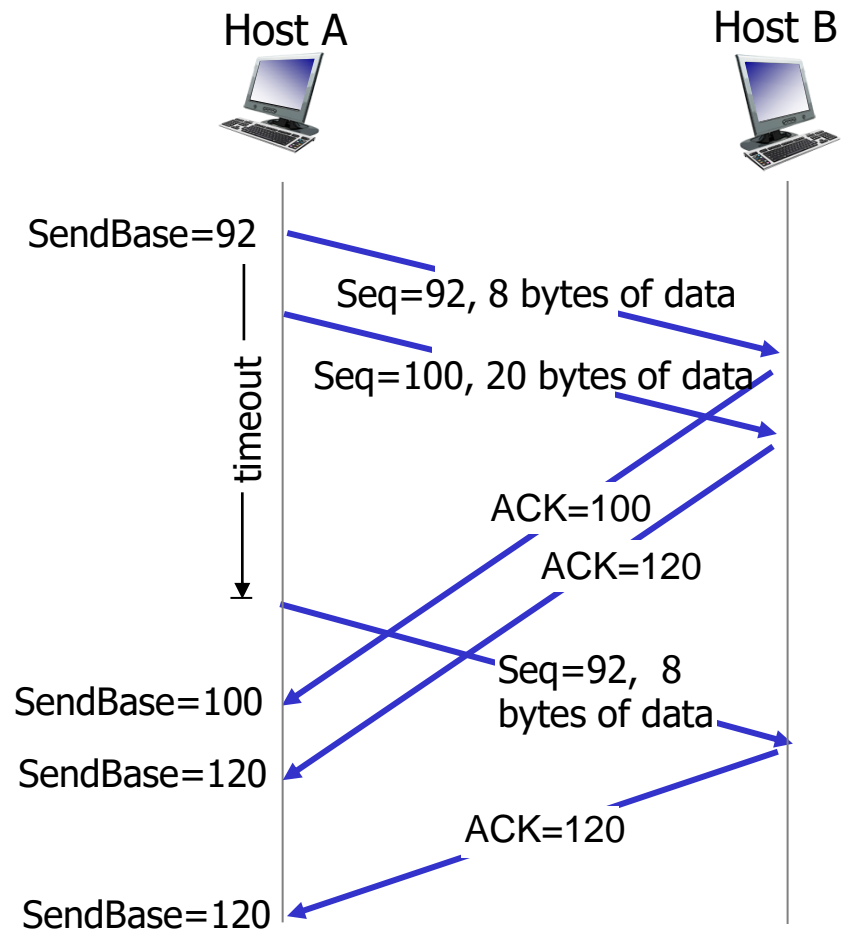 Host A
Host B
SendBase=92
Seq=92, 8 bytes of data
Seq=100, 20 bytes of data
timeout
ACK=100
ACK=120
Seq=92, 8
bytes of data
SendBase=100
SendBase=120
ACK=120
SendBase=120